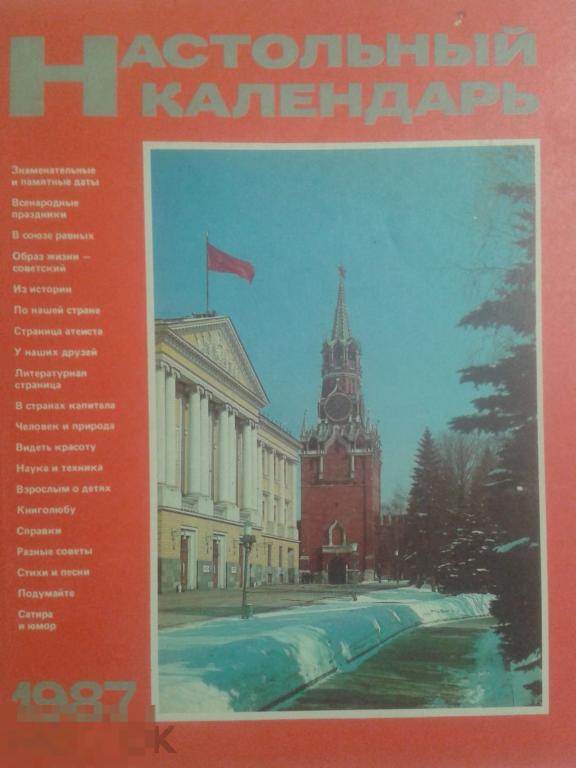 НАСТОЛЬНЫЙ
КАЛЕНДАРЬ
Знаменательные
и памятные даты
Всенародные
праздники
В союзе равных
Образ жизни —
советский
Из истории
По нашей стране
Страница атеиста
У наших друзей
Литературная
страница
В странах капитала
Человек и природа
Видеть красоту
Наука и техника
Взрослым о детях
Книголюбу
Справки
Разные советы
Стихи и песни
Подумайте
Сатира
и юмор
1987